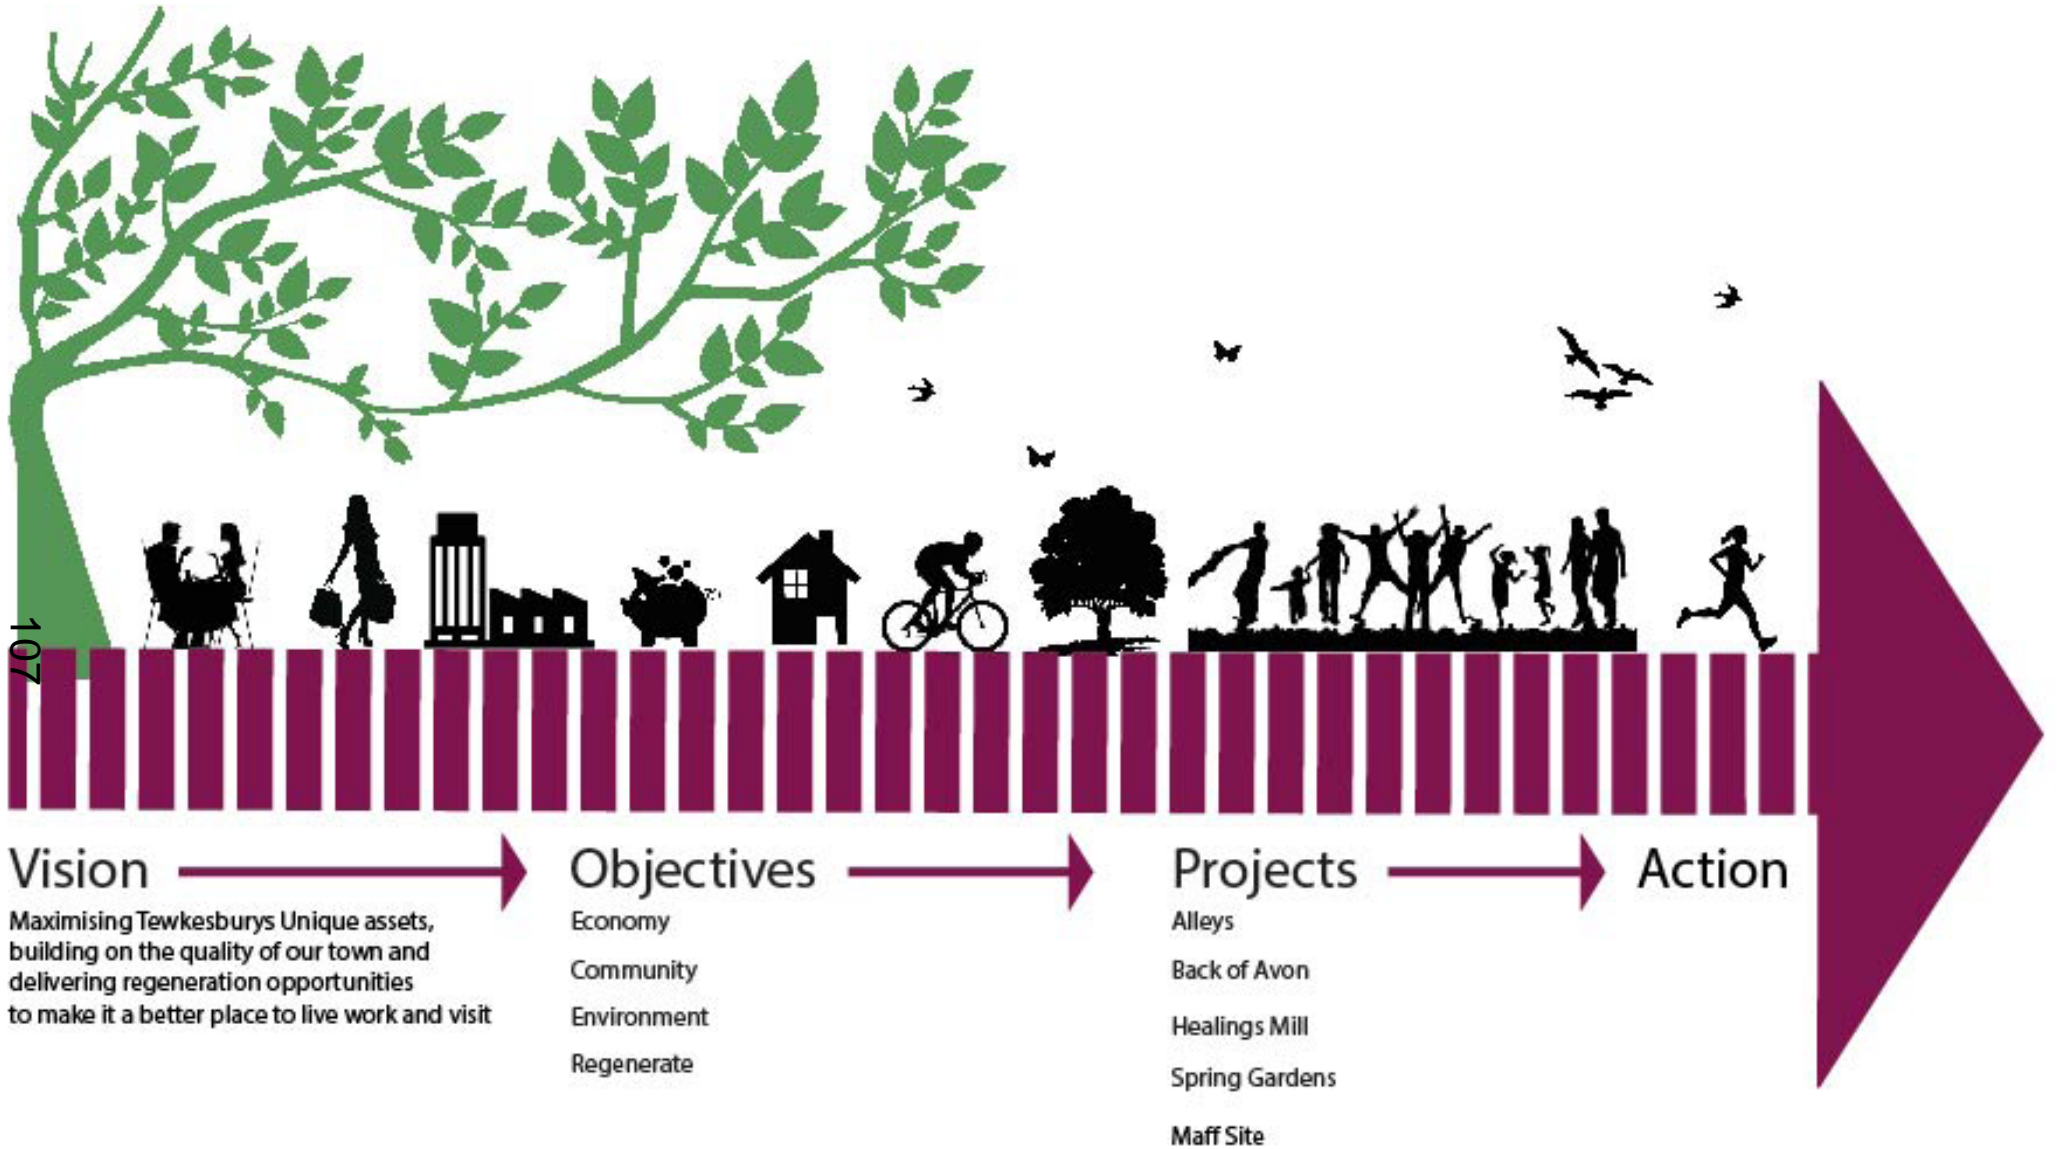 107
Vision
Maximising Tewkesburys Unique assets,
building on the quality of our town and
delivering regeneration opportunities
to make it a better place to live work and visit
Objectives
Economy
Community
Environment
Regenerate
Projects
Alleys
Back of Avon
Healings Mill
Spring Gardens
Maff Site
Action